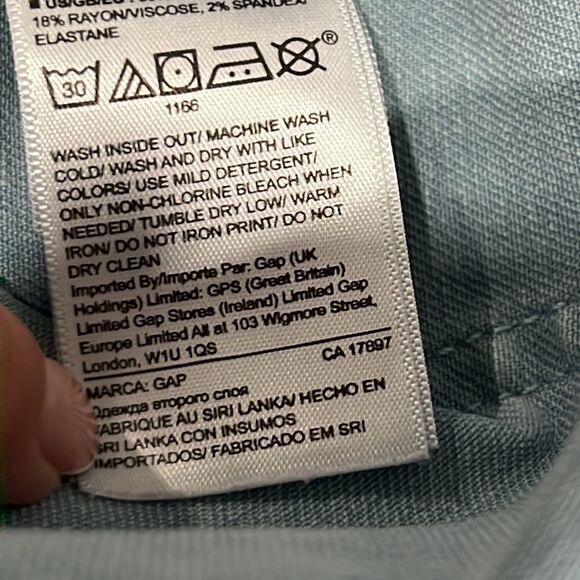 18% RAYON/VISCOSE, 2% SPANDEX/
ELASTANE
30
®
1166
WASH INSIDE OUT/ MACHINE WASH
COLD/ WASH AND DRY WITH LIKE
COLORS/ USE MILD DETERGENT/
ONLY NON-CHLORINE BLEACH WHEN
NEEDED/ TUMBLE DRY LOW/ WARM
IRON/ DO NOT IRON PRINT/ DO NOT
DRY CLEAN
Imported By/Importe Par: Gap (UK
Holdings) Limited: GPS (Great Britain)
Limited Gap Stores (Ireland) Limited Gap
Europe Limited All at 103 Wigmore Street,
London, W1U 1QS
CA 17897
MARCA: GAP
Одежда второго слоя
FABRIQUE AU SRI LANKA/ HECHO EN
SRI LANKA CON INSUMOS
IMPORTADOS/ FABRICADO EM SRI